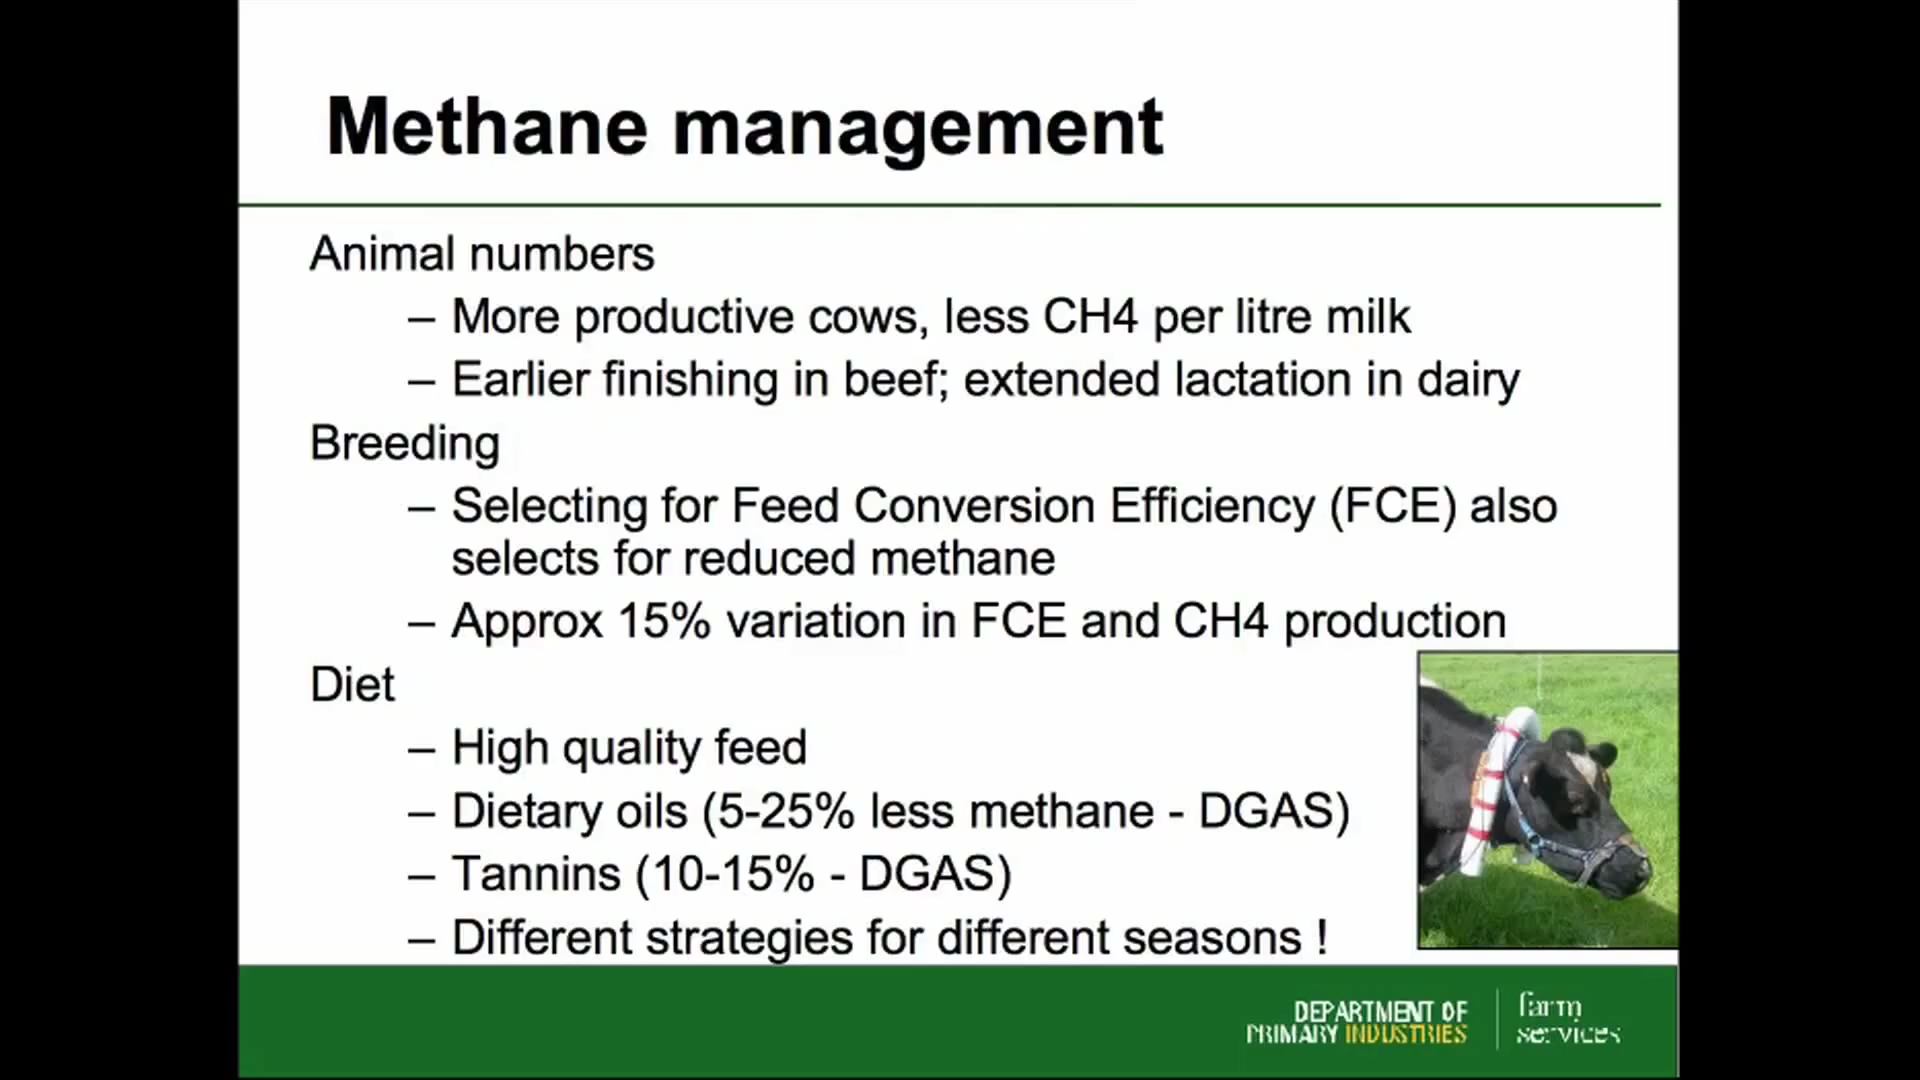 Methane management
Animal numbers
– More productive cows, less CH4 per litre milk
– Earlier finishing in beef; extended lactation in dairy
Breeding
– Selecting for Feed Conversion Efficiency (FCE) also
selects for reduced methane
– Approx 15% variation in FCE and CH4 production
Diet
– High quality feed
– Dietary oils (5-25% less methane - DGAS)
– Tannins (10-15% - DGAS)
– Different strategies for different seasons !
DEPARTMENT OF
PRIMARY INDUSTRIES
farm
services